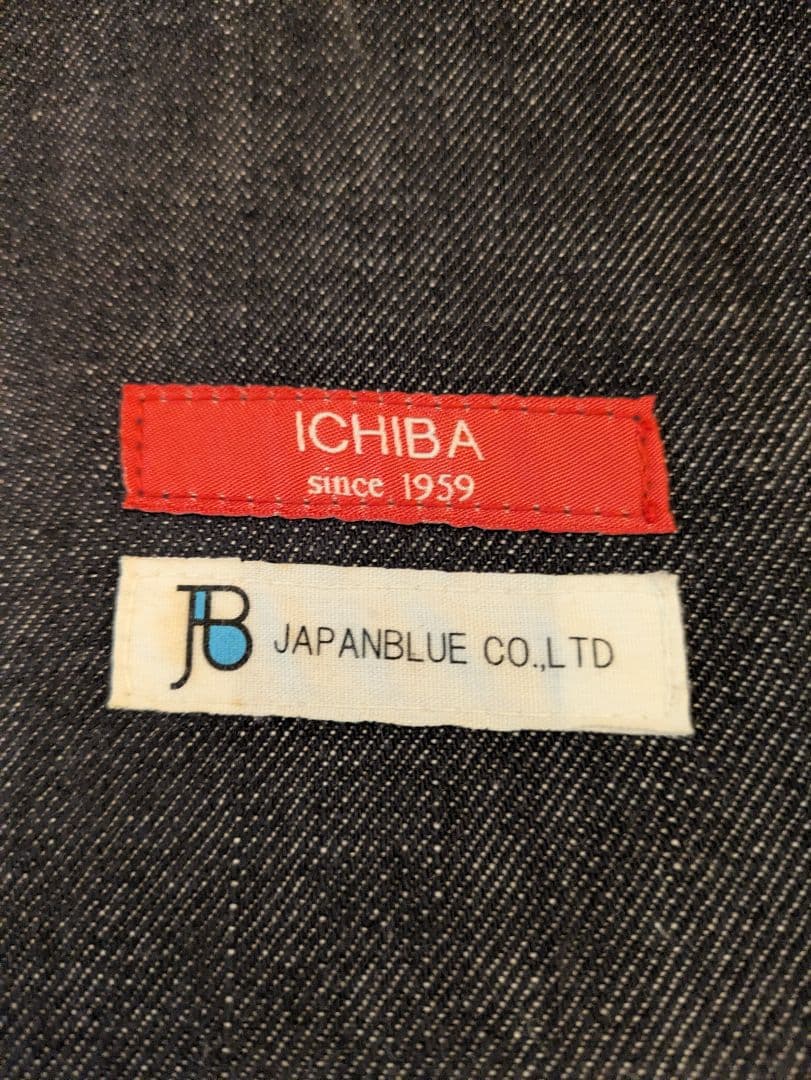 ICHIBA
since 1959
JB JAPANBLUE CO.,LTD